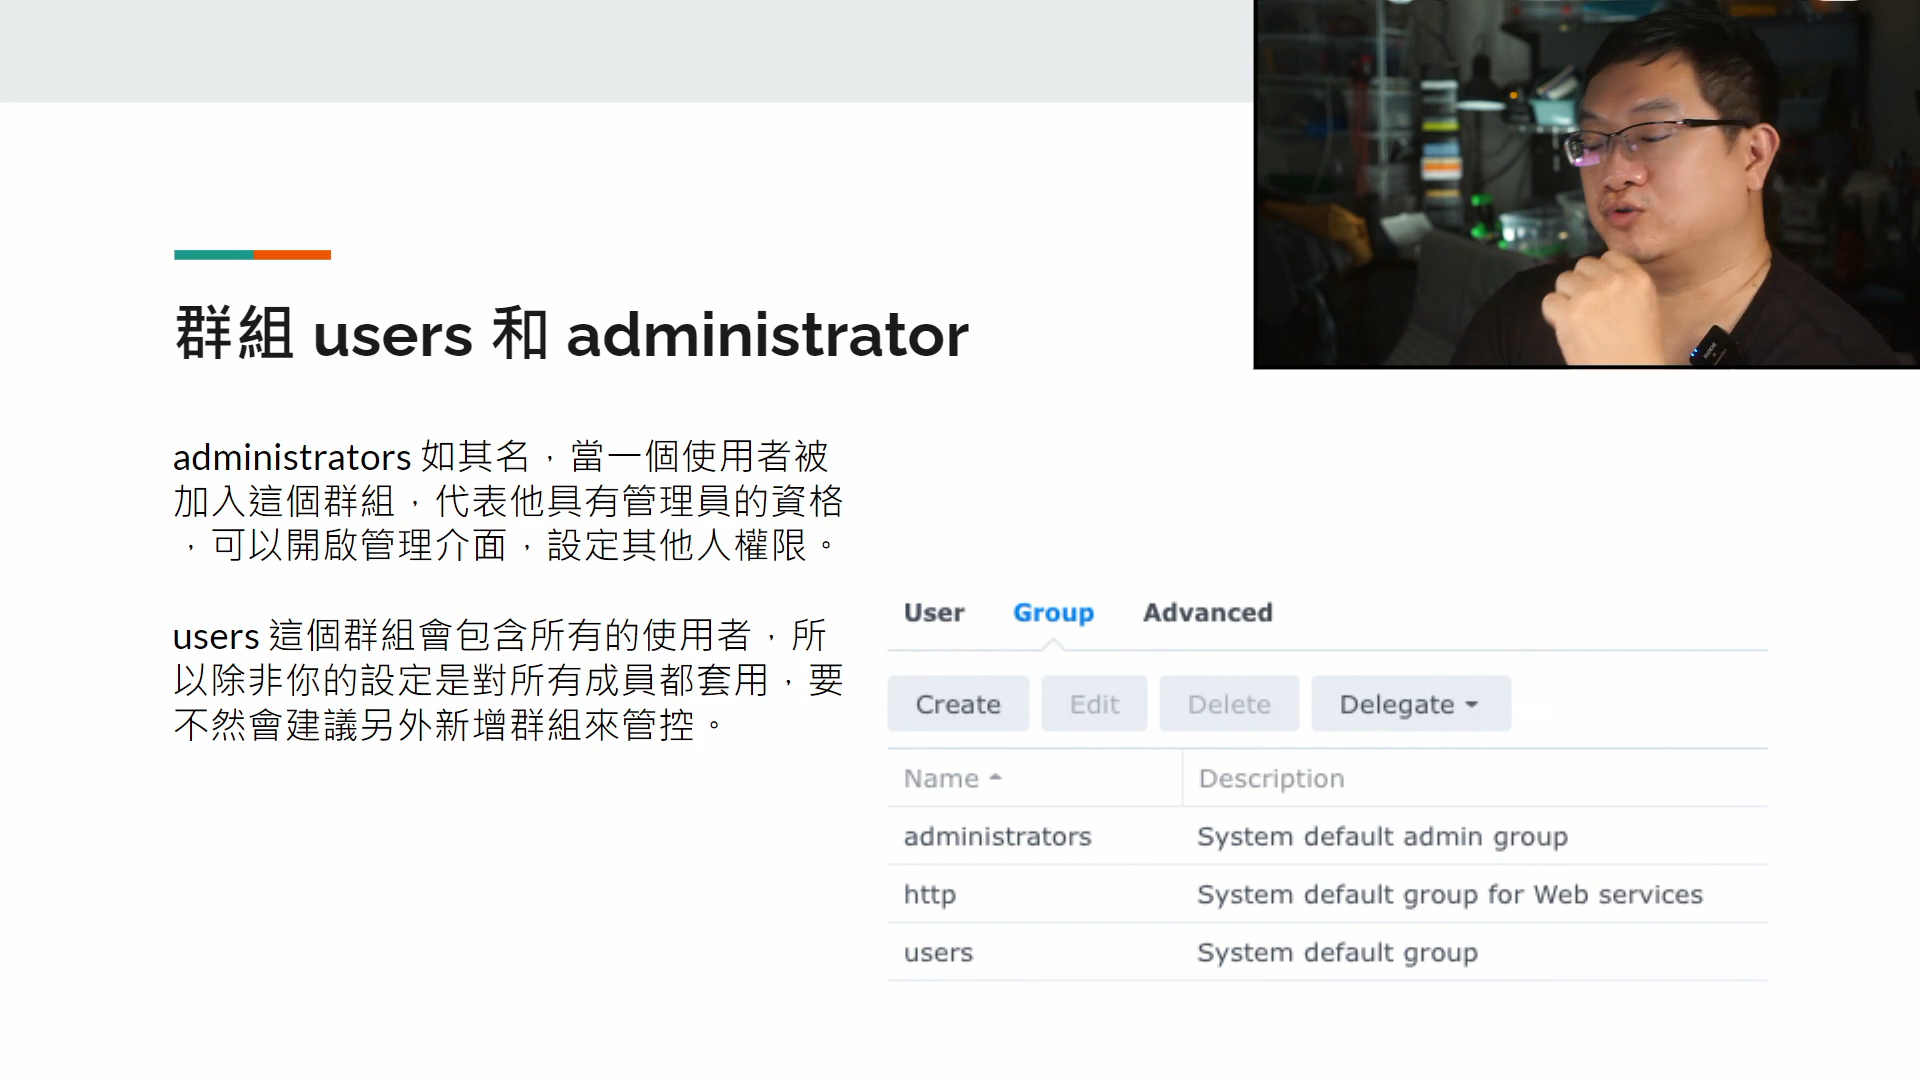 群組 users 和 administrator
administrators 如其名，當一個使用者被
加入這個群組，代表他具有管理員的資格
，可以開啟管理介面，設定其他人權限。
users 這個群組會包含所有的使用者，所
以除非你的設定是對所有成員都套用，要
不然會建議另外新增群組來管控。
User Group Advanced
Create Edit Delete Delegate
Name Description
administrators System default admin group
http System default group for Web services
users System default group